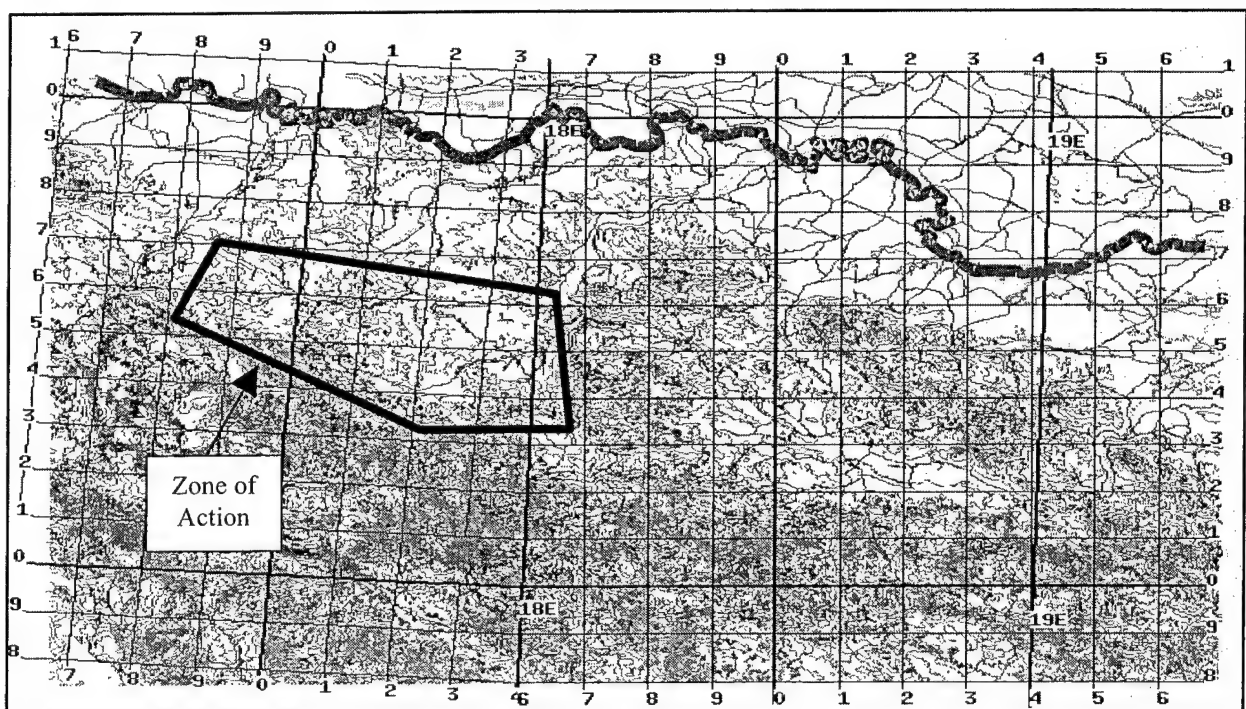 1 6 7 8 9 0 1 2 3 6 7 8 9 0 1 2 3 4 5 6 1
0 0
9 18E 19E 9
8 8
7 7
6 6
5 5
4 4
3 3
2 Zone of 2
1 Action 1
0 0
9 18E 19E 9
8 8
7 8 9 0 1 2 3 6 7 8 9 0 1 2 3 4 5 6